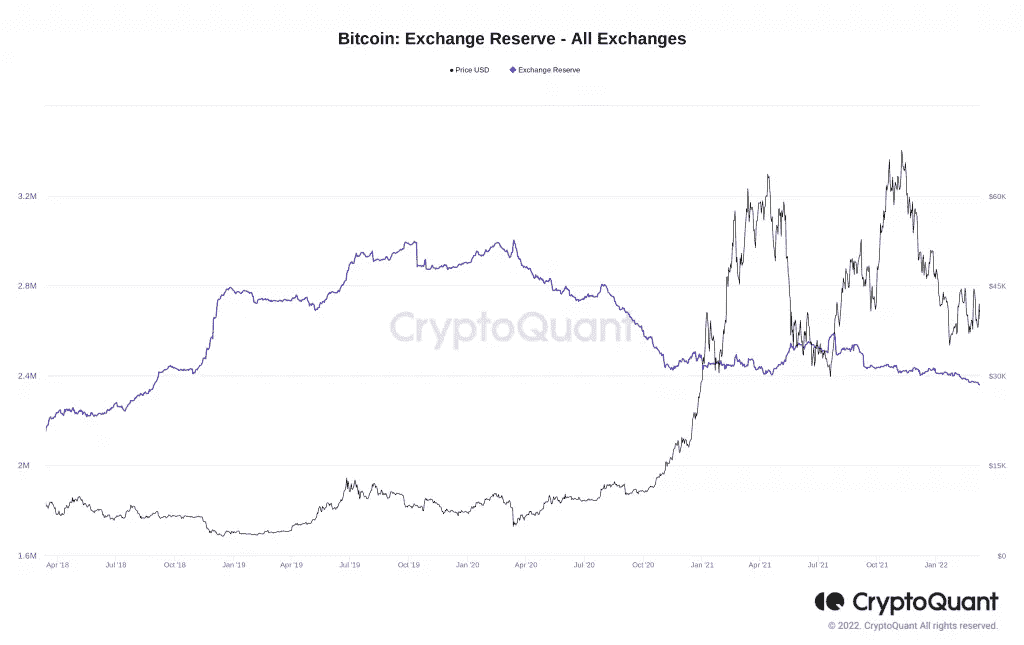 Bitcoin: Exchange Reserve - All Exchanges
Price USD Exchange Reserve
3.2M $60K
2.8M $45K
CryptoQuant
2.4M $30K
2M $15K
1.6M $0
Apr '18 Jul '18 Oct '18 Jan '19 Apr '19 Jul '19 Oct '19 Jan '20 Apr '20 Jul '20 Oct '20 Jan '21 Apr '21 Jul '21 Oct '21 Jan '22
CryptoQuant
© 2022. CryptoQuant All rights reserved.